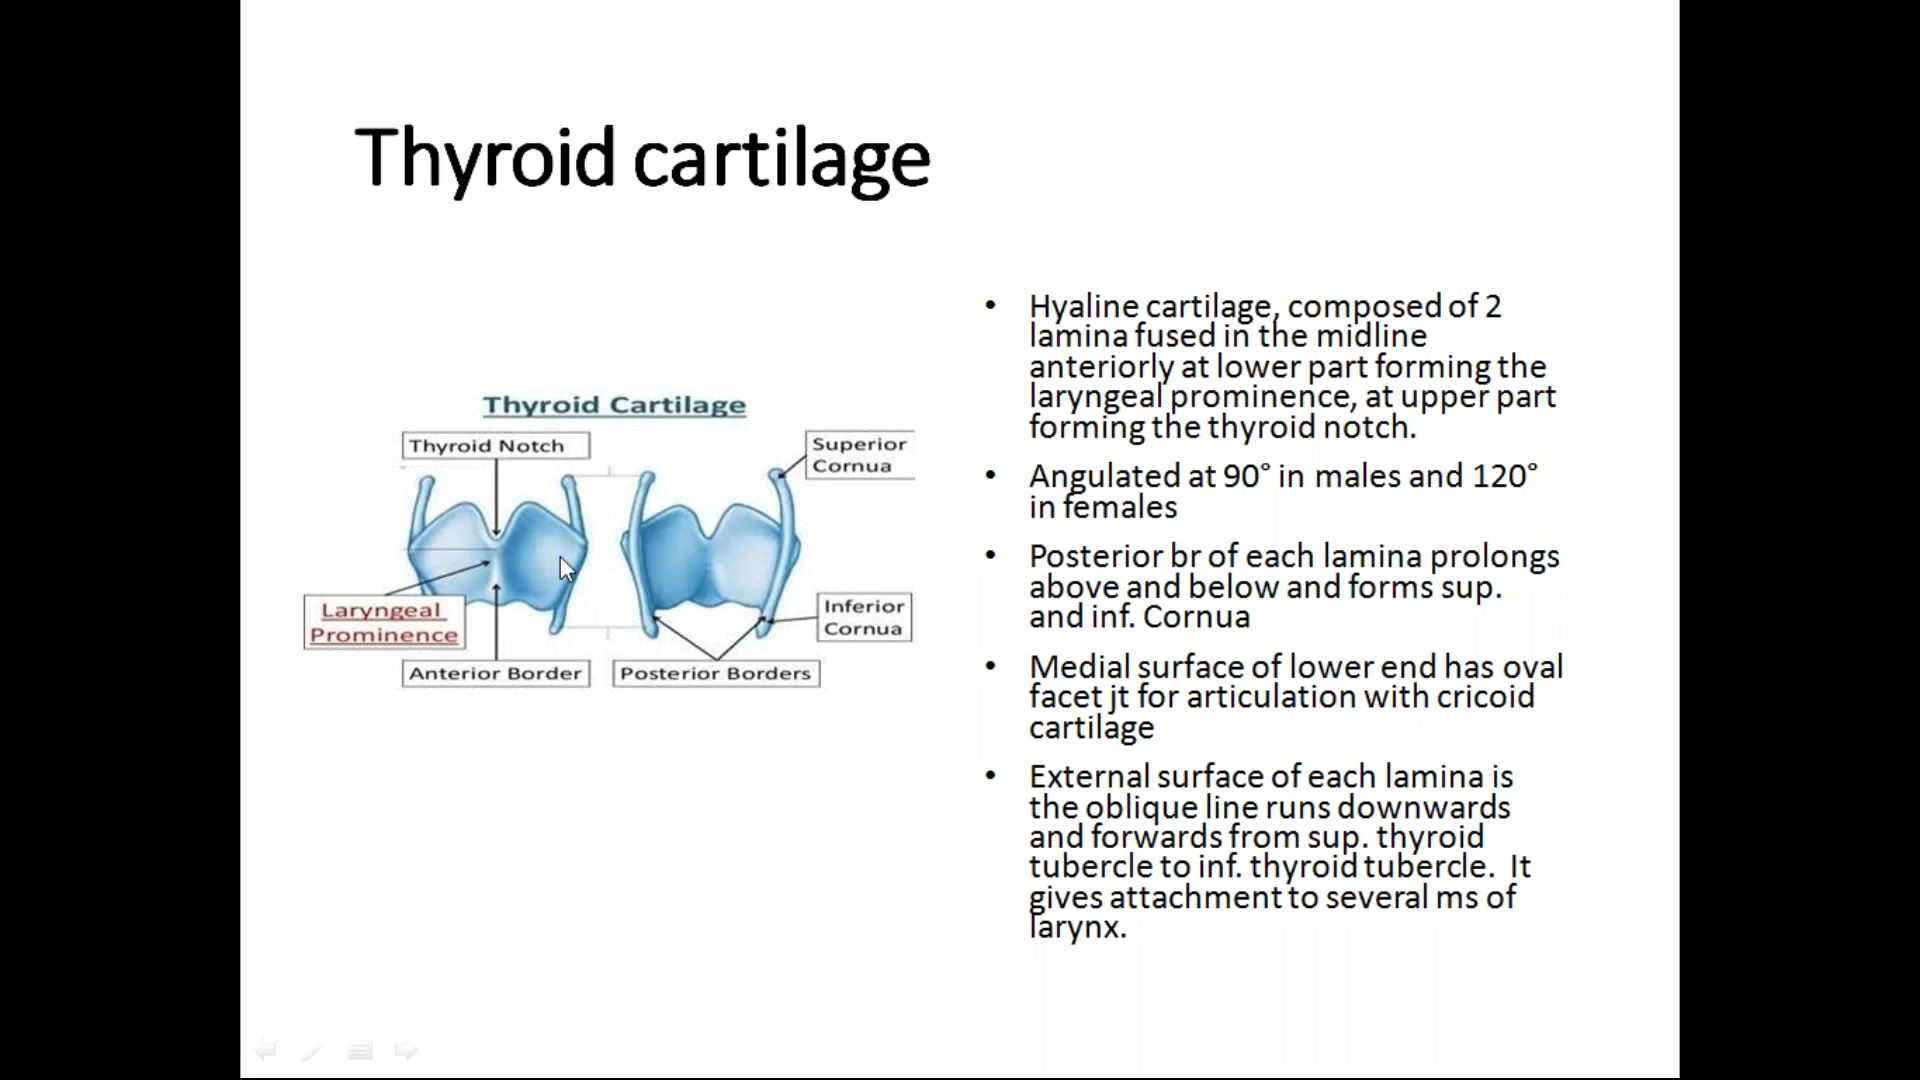 Thyroid cartilage
Thyroid Cartilage
Thyroid Notch
Superior
Cornua
Laryngeal
Prominence
Inferior
Cornua
Anterior Border
Posterior Borders
• Hyaline cartilage, composed of 2
lamina fused in the midline
anteriorly at lower part forming the
laryngeal prominence, at upper part
forming the thyroid notch.
• Angulated at 90° in males and 120°
in females
• Posterior br of each lamina prolongs
above and below and forms sup.
and inf. Cornua
• Medial surface of lower end has oval
facet jt for articulation with cricoid
cartilage
• External surface of each lamina is
the oblique line runs downwards
and forwards from sup. thyroid
tubercle to inf. thyroid tubercle. It
gives attachment to several ms of
larynx.